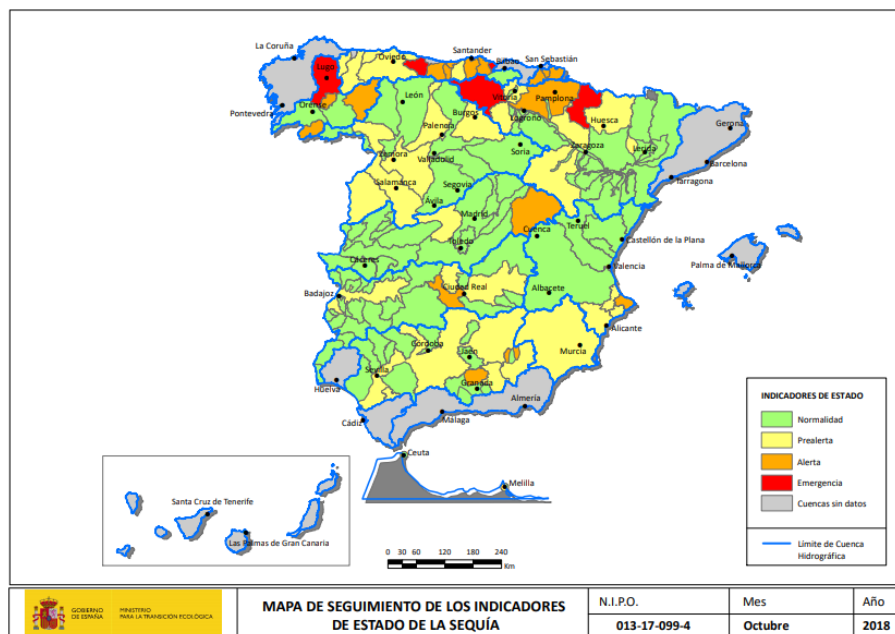 La Coruña
Lugo
Oviedo
Santander
Bilbao
San Sebastián
Pontevedra
Orense
León
Burgos
Vitoria
Pamplona
Logroño
Huesca
Gerona
Palencia
Zamora
Valladolid
Soria
Zaragoza
Lerida
Barcelona
Tarragona
Salamanca
Segovia
Ávila
Madrid
Cuenca
Teruel
Toledo
Castellón de la Plana
Palma de Mallorca
Cáceres
Valencia
Badajoz
Ciudad Real
Albacete
Alicante
Murcia
Córdoba
Jaén
Sevilla
Huelva
Granada
Almería
Cádiz
Málaga
Ceuta
Melilla
Santa Cruz de Tenerife
Las Palmas de Gran Canaria
0 30 60 120 180 240
Km
INDICADORES DE ESTADO
Normalidad
Prealerta
Alerta
Emergencia
Cuencas sin datos
Límite de Cuenca
Hidrográfica
GOBIERNO
DE ESPAÑA
MINISTERIO
PARA LA TRANSICIÓN ECOLÓGICA
MAPA DE SEGUIMIENTO DE LOS INDICADORES
DE ESTADO DE LA SEQUÍA
N.I.P.O.
013-17-099-4
Mes
Octubre
Año
2018